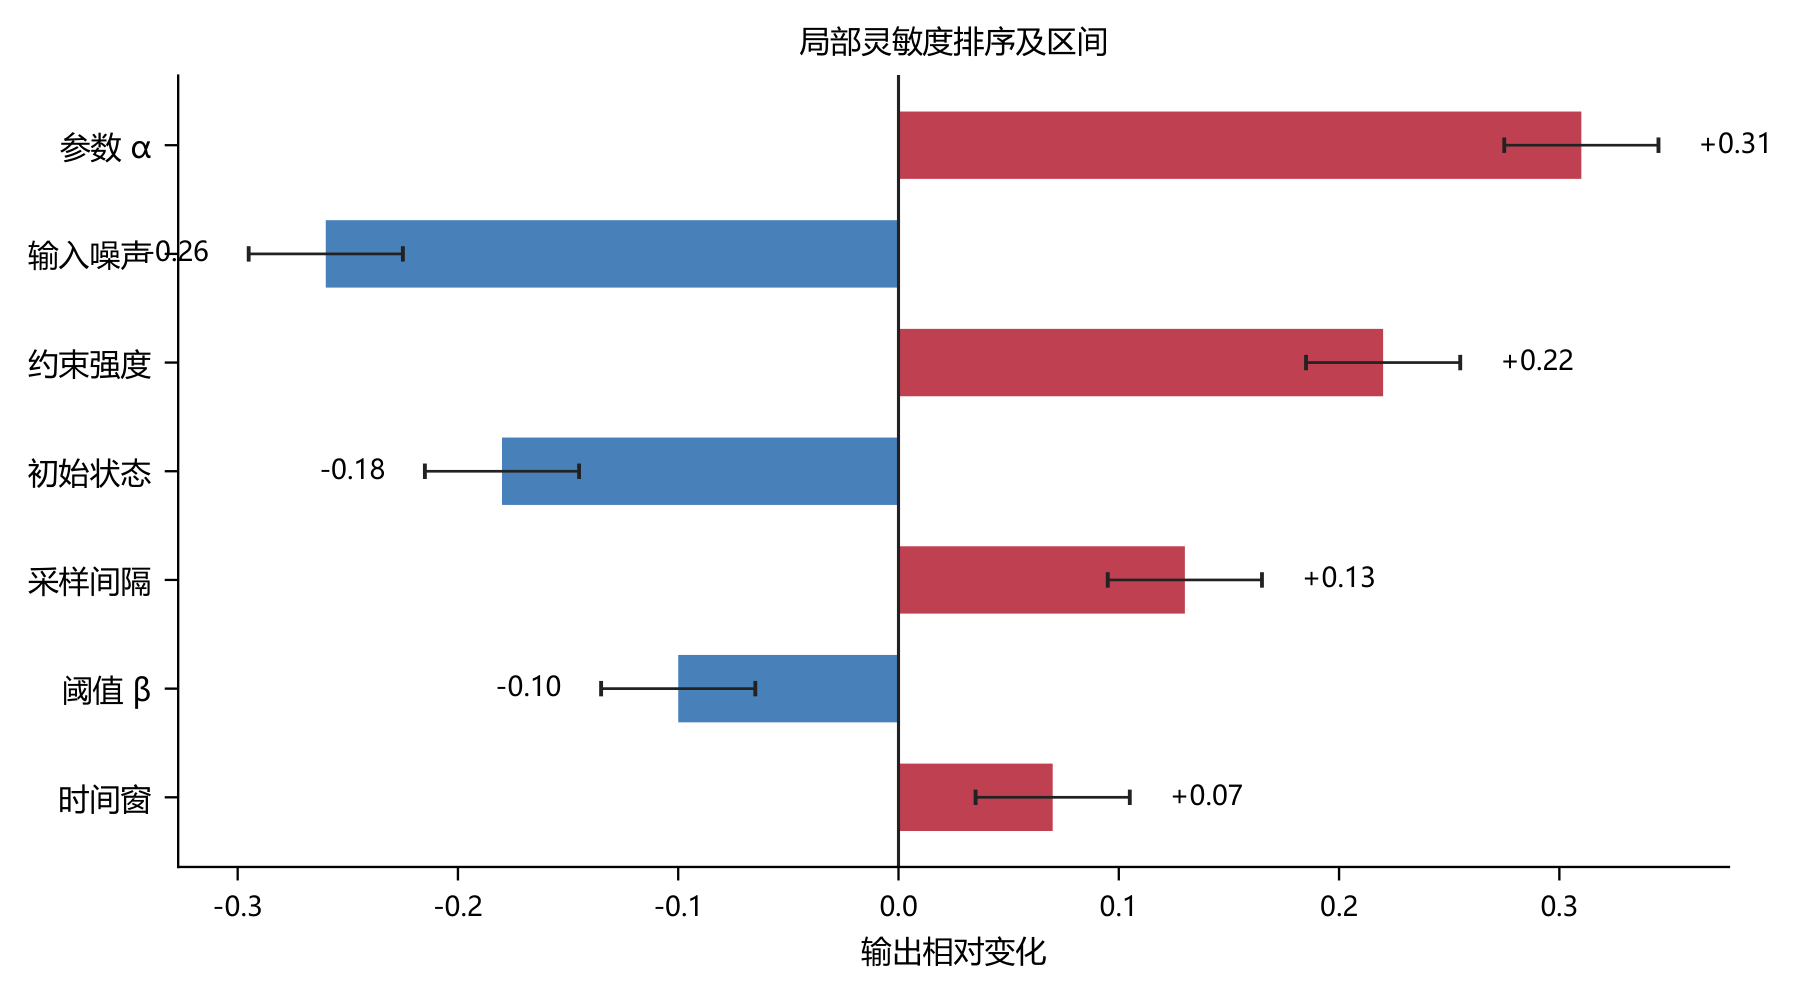 局部灵敏度排序及区间
参数 α
+0.31
输入噪声
-0.26
约束强度
+0.22
初始状态
-0.18
采样间隔
+0.13
阈值 β
-0.10
时间窗
+0.07
-0.3 -0.2 -0.1 0.0 0.1 0.2 0.3
输出相对变化